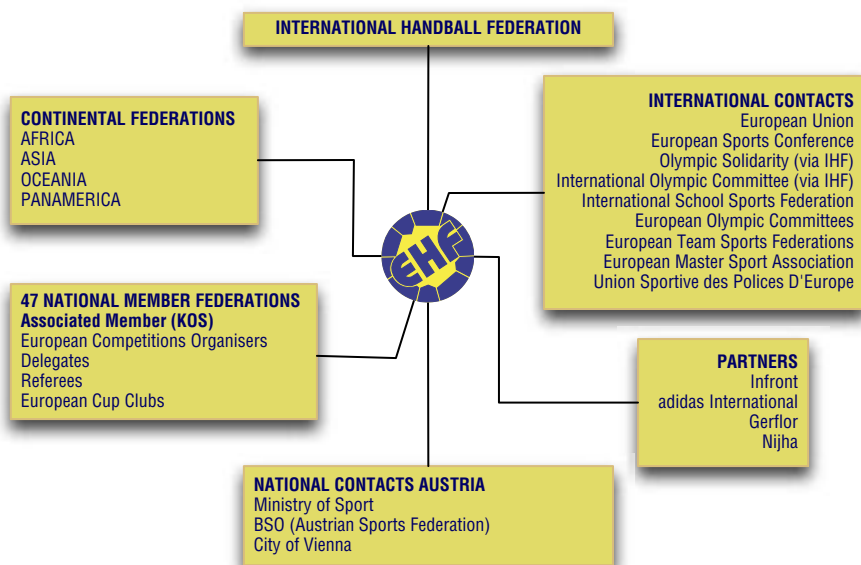 INTERNATIONAL HANDBALL FEDERATION
CONTINENTAL FEDERATIONS
AFRICA
ASIA
OCEANIA
PANAMERICA
INTERNATIONAL CONTACTS
European Union
European Sports Conference
Olympic Solidarity (via IHF)
International Olympic Committee (via IHF)
International School Sports Federation
European Olympic Committees
European Team Sports Federations
European Master Sport Association
Union Sportive des Polices D'Europe
EHF
47 NATIONAL MEMBER FEDERATIONS
Associated Member (KOS)
European Competitions Organisers
Delegates
Referees
European Cup Clubs
PARTNERS
Infront
adidas International
Gerflor
Nijha
NATIONAL CONTACTS AUSTRIA
Ministry of Sport
BSO (Austrian Sports Federation)
City of Vienna